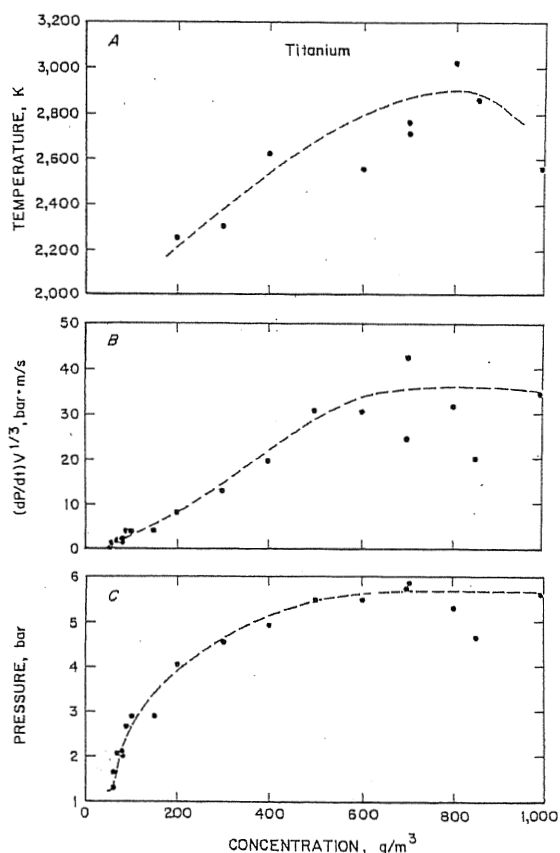 3,200
A
Titanium
3,000
2,800
2,600
2,400
2,200
2,000
TEMPERATURE, K
50
B
40
30
20
10
0
(dP/dt)V^1/3, bar•m/s
6
C
5
4
3
2
1
PRESSURE, bar
0 200 400 600 800 1,000
CONCENTRATION, g/m³